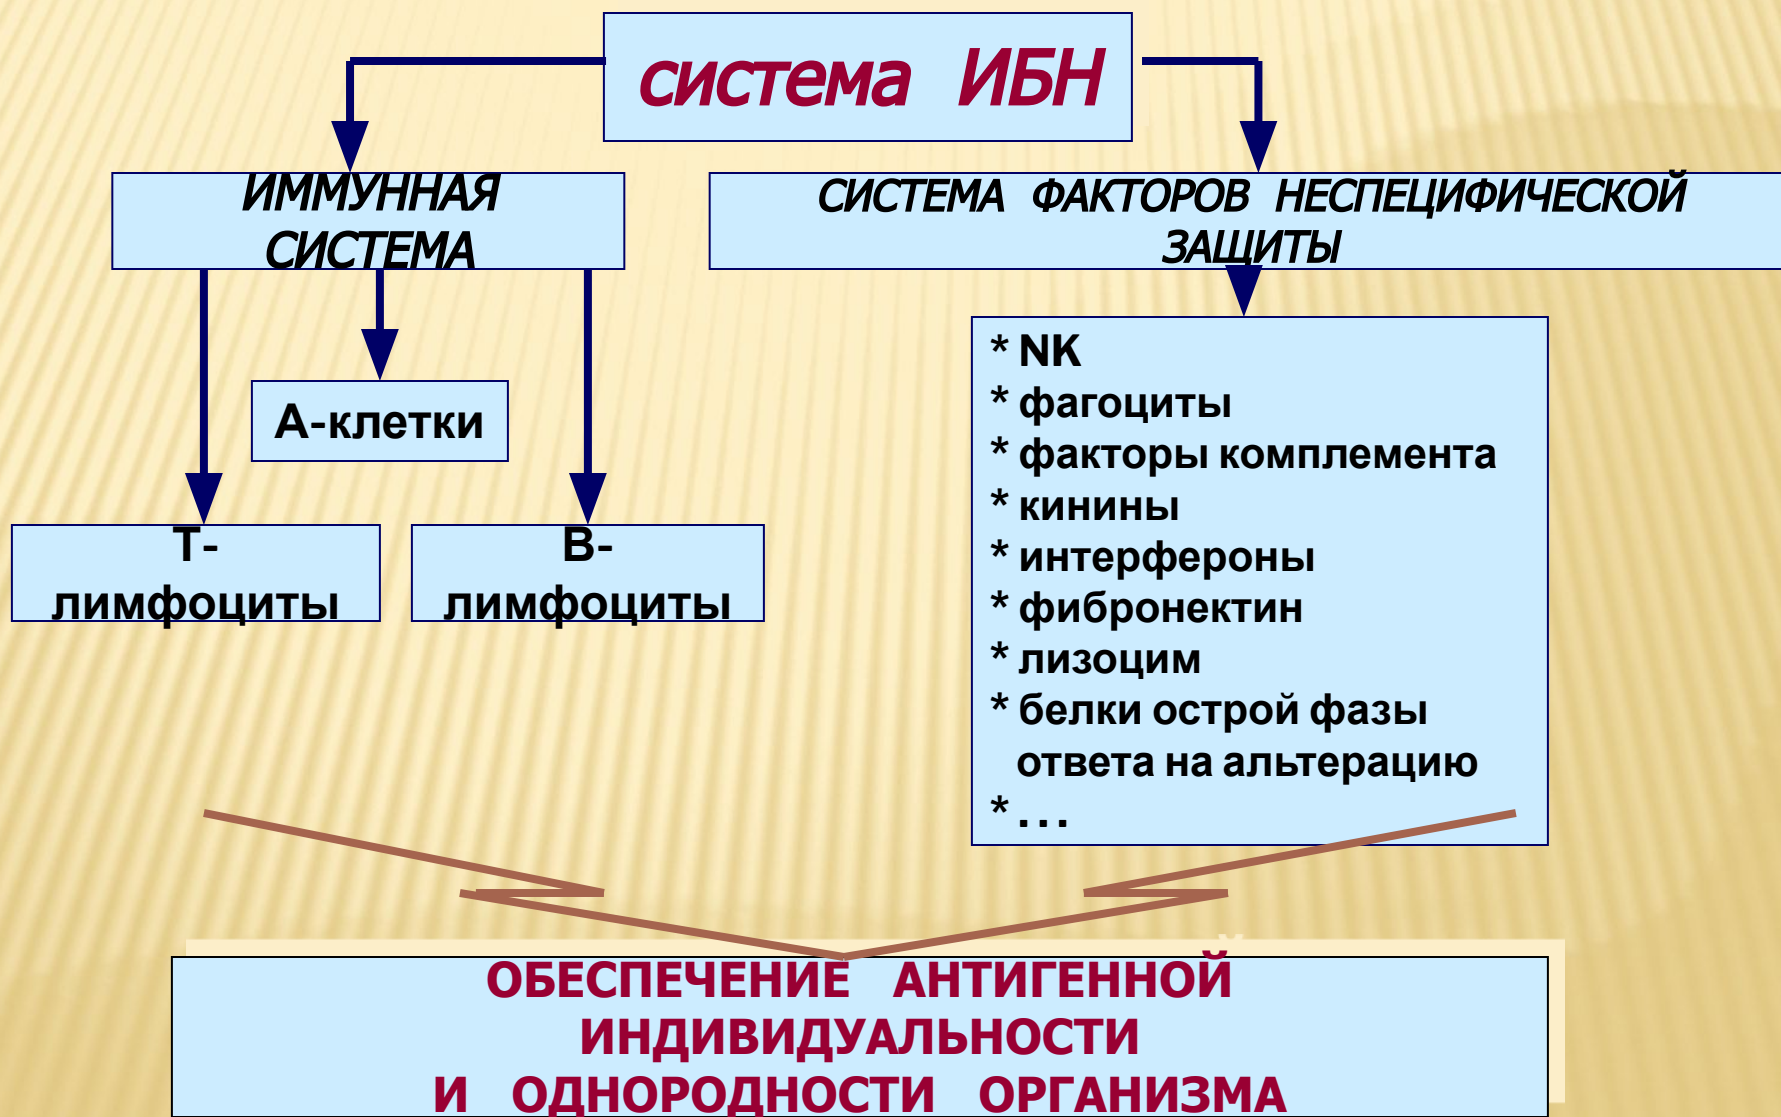 система ИБН
ИММУННАЯ
СИСТЕМА
СИСТЕМА ФАКТОРОВ НЕСПЕЦИФИЧЕСКОЙ
ЗАЩИТЫ
А-клетки
Т-
лимфоциты
В-
лимфоциты
* NK
* фагоциты
* факторы комплемента
* кинины
* интерфероны
* фибронектин
* лизоцим
* белки острой фазы
ответа на альтерацию
* . . .
ОБЕСПЕЧЕНИЕ АНТИГЕННОЙ
ИНДИВИДУАЛЬНОСТИ
И ОДНОРОДНОСТИ ОРГАНИЗМА